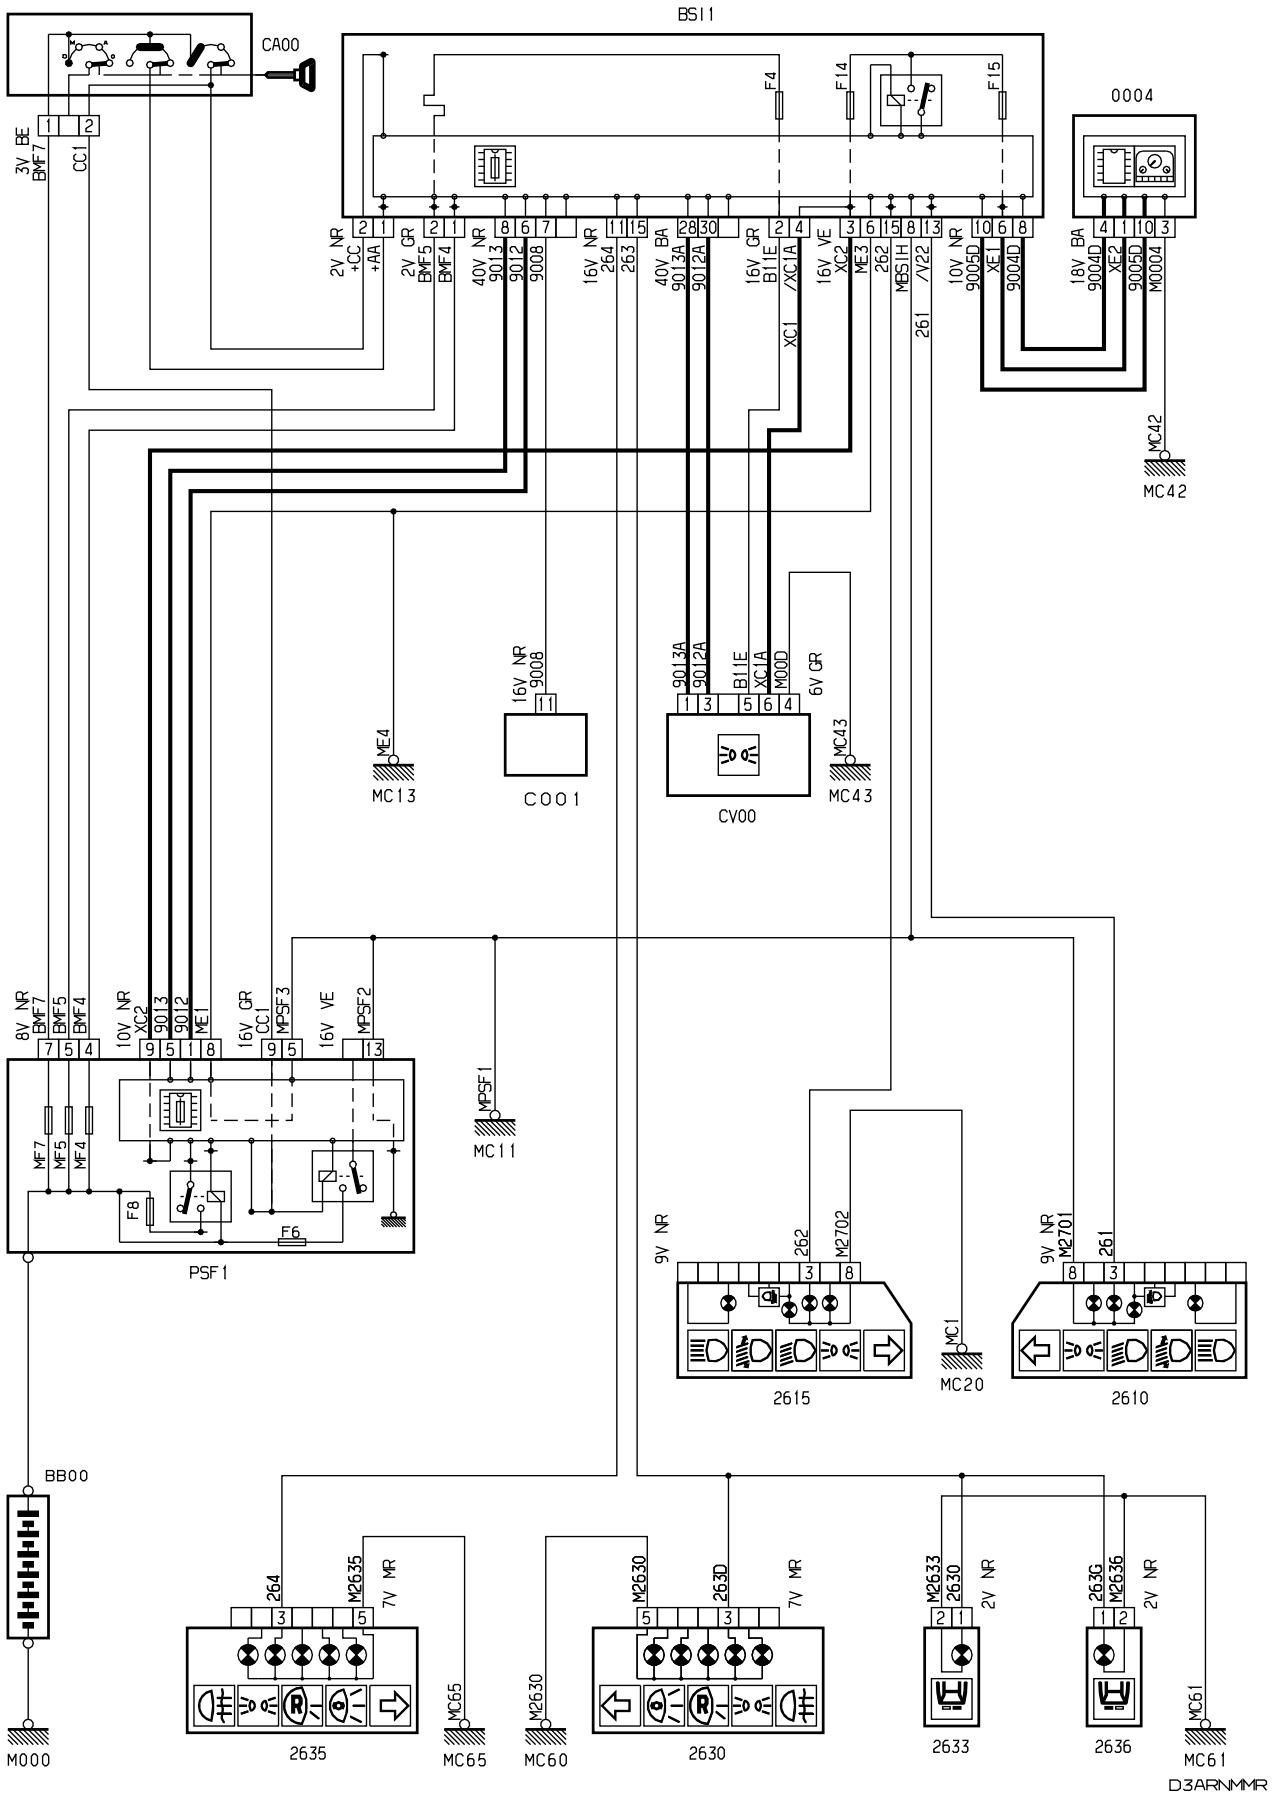 BSI1
CA00
M
A
D
C
F4
F14
F15
0004
1 2
3V BE
BMF7
CC1
2 1
2V NR
+CC
+AA
2 1
2V GR
BMF5
BMF4
8 6 7
40V NR
9013
9012
9008
11 15
16V NR
264
263
28 30
40V BA
9013A
9012A
2 4
16V GR
B11E
/XC1A
XC1
3 6 15 8 13
16V VE
XC2
ME3
262
MBSIH
/V22
261
10 6 8
10V NR
9005D
XE1
9004D
4 1 10 3
18V BA
9004D
XE2
9005D
M0004
MC42
MC42
16V NR
9008
11
C001
ME4
MC13
9013A
9012A
B11E
XC1A
M00D
6V GR
1 3 5 6 4
CV00
MC43
MC43
8V NR
BMF7
BMF5
BMF4
7 5 4
10V NR
XC2
9013
9012
ME1
9 5 1 8
16V GR
CC1
MPSF3
9 5
16V VE
MPSF2
13
MF7
MF5
MF4
F8
F6
PSF1
MPSF1
MC11
9V NR
262
M2702
3 8
2615
MC1
MC20
9V NR
M2701
261
8 3
2610
BB00
M000
264
M2635
7V MR
3 5
R
2635
MC65
MC65
M2630
MC60
M2630
263D
7V MR
5 3
R
2630
M2633
2630
2V NR
2 1
2633
263G
M2636
2V NR
1 2
2636
MC61
MC61
D3ARNMMR